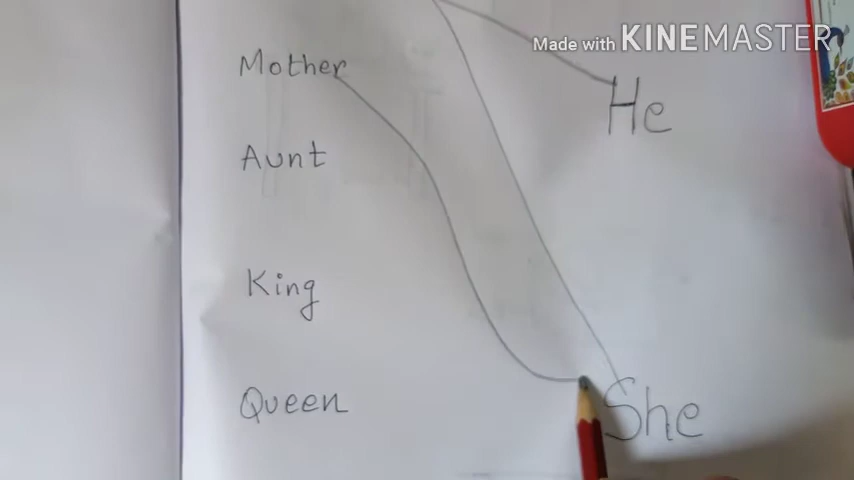 Made with KINEMASTER
Mother
He
Aunt
King
Queen
She